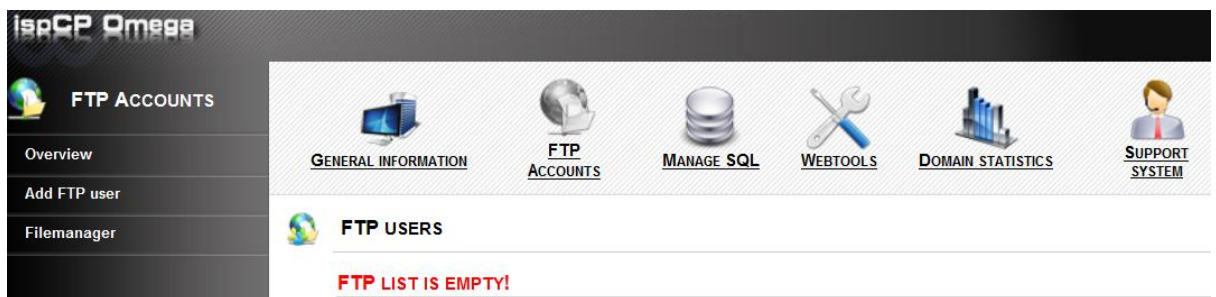 ispCP Omega
FTP ACCOUNTS
Overview
Add FTP user
Filemanager
GENERAL INFORMATION
FTP
ACCOUNTS
MANAGE SQL
WEBTOOLS
DOMAIN STATISTICS
SUPPORT
SYSTEM
FTP USERS
FTP LIST IS EMPTY!